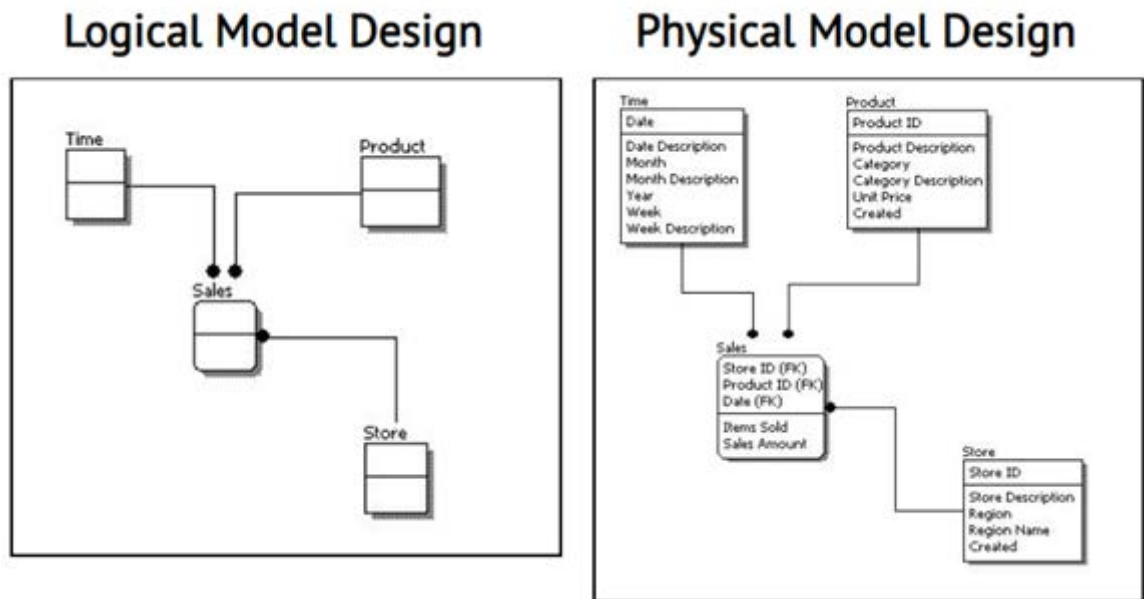 Logical Model Design
Time
Product
Sales
Store
Physical Model Design
Time
Date
Date Description
Month
Month Description
Year
Week
Week Description
Product
Product ID
Product Description
Category
Category Description
Unit Price
Created
Sales
Store ID (FK)
Product ID (FK)
Date (FK)
Items Sold
Sales Amount
Store
Store ID
Store Description
Region
Region Name
Created